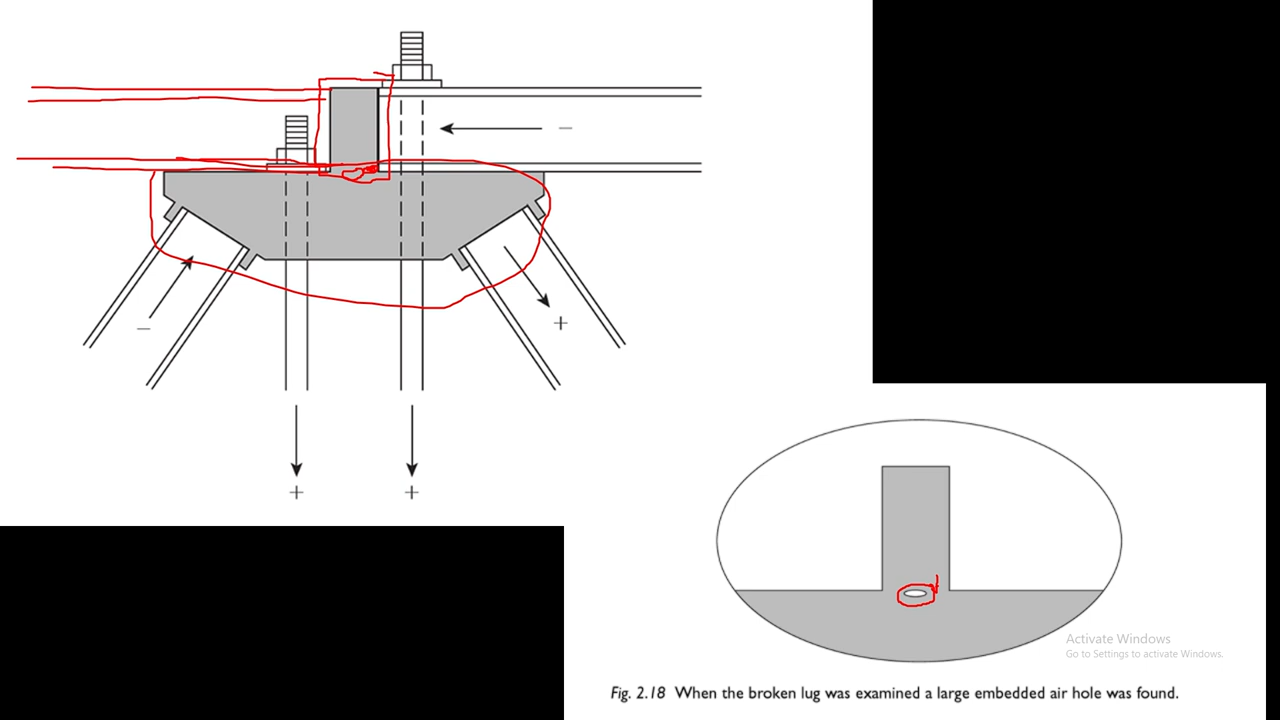 −
−
+
+
+
Activate Windows
Go to Settings to activate Windows.
Fig. 2.18 When the broken lug was examined a large embedded air hole was found.